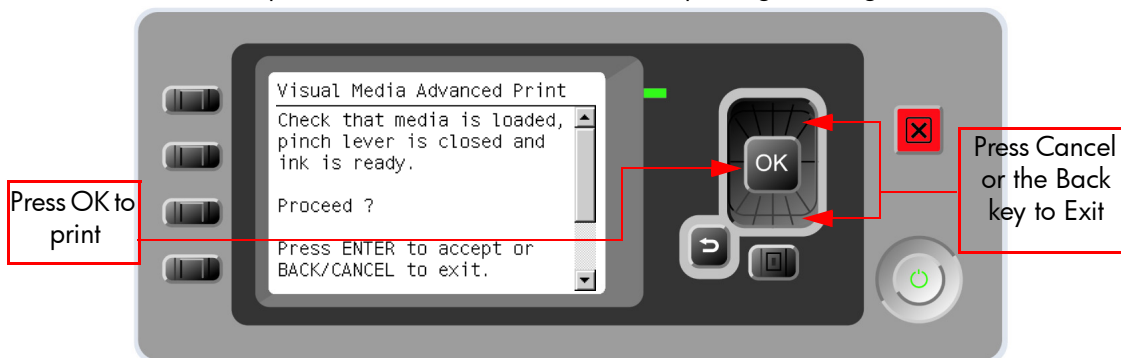 Visual Media Advanced Print
Check that media is loaded,
pinch lever is closed and
ink is ready.
Proceed ?
Press ENTER to accept or
BACK/CANCEL to exit.
OK
Press OK to
print
Press Cancel
or the Back
key to Exit